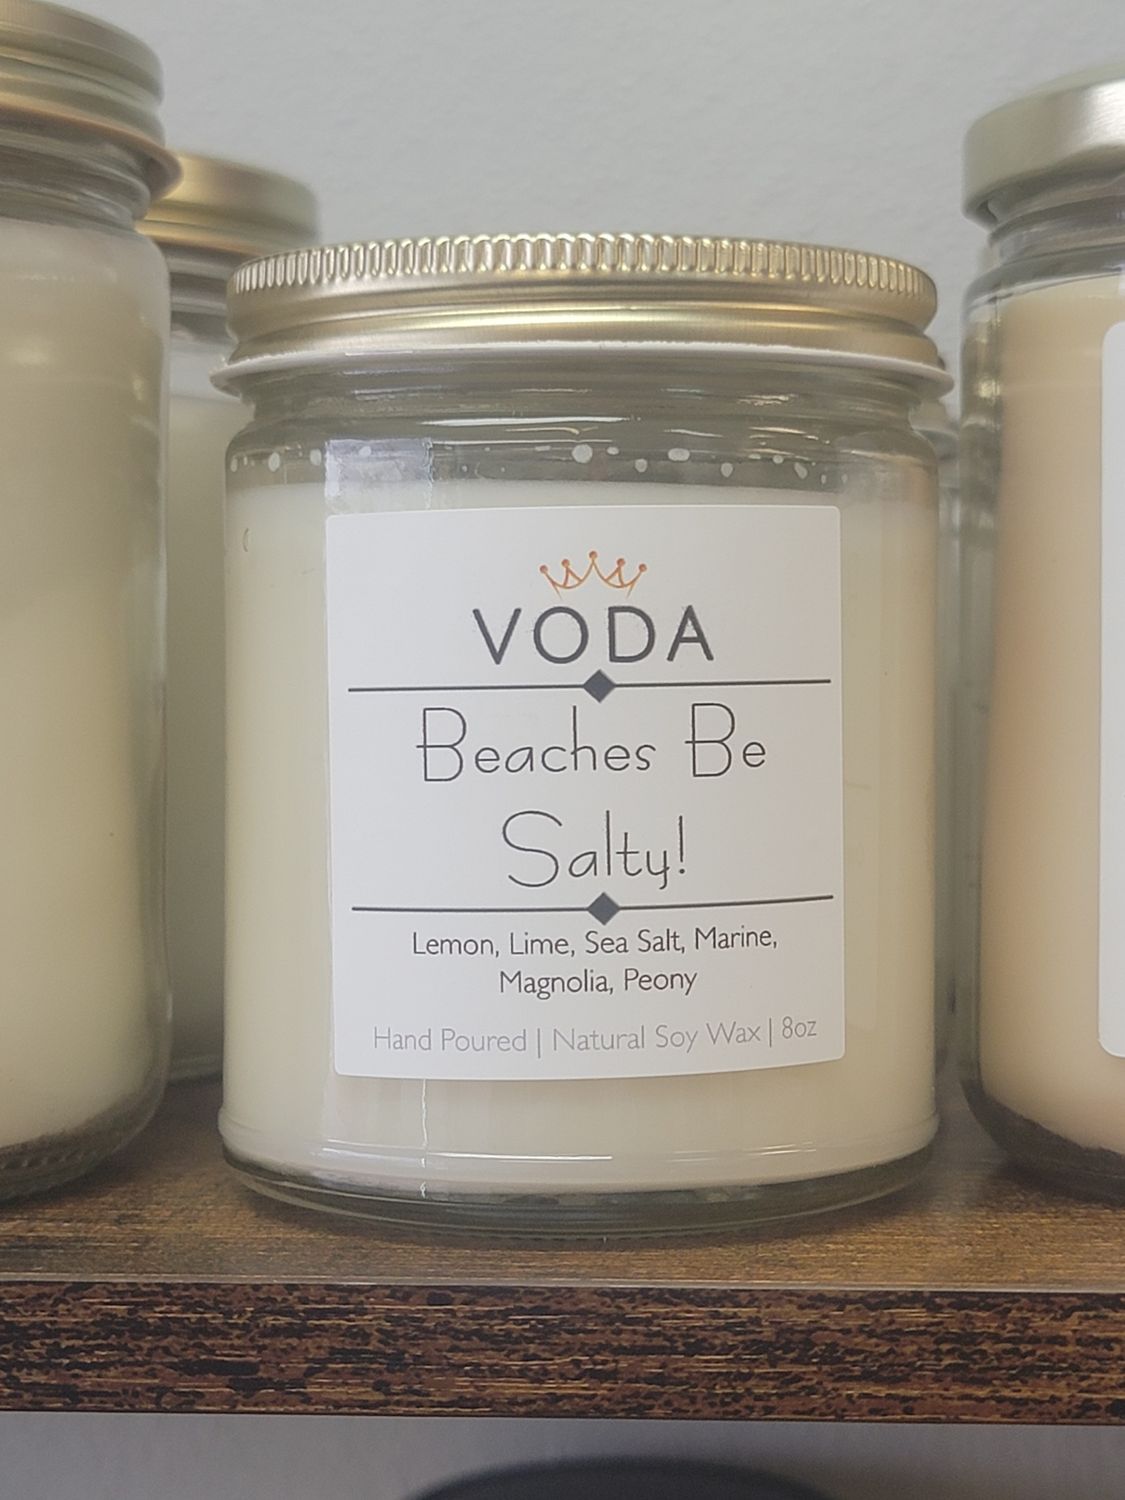 VODA
Beaches Be
Salty!
Lemon, Lime, Sea Salt, Marine,
Magnolia, Peony
Hand Poured | Natural Soy Wax | 8oz